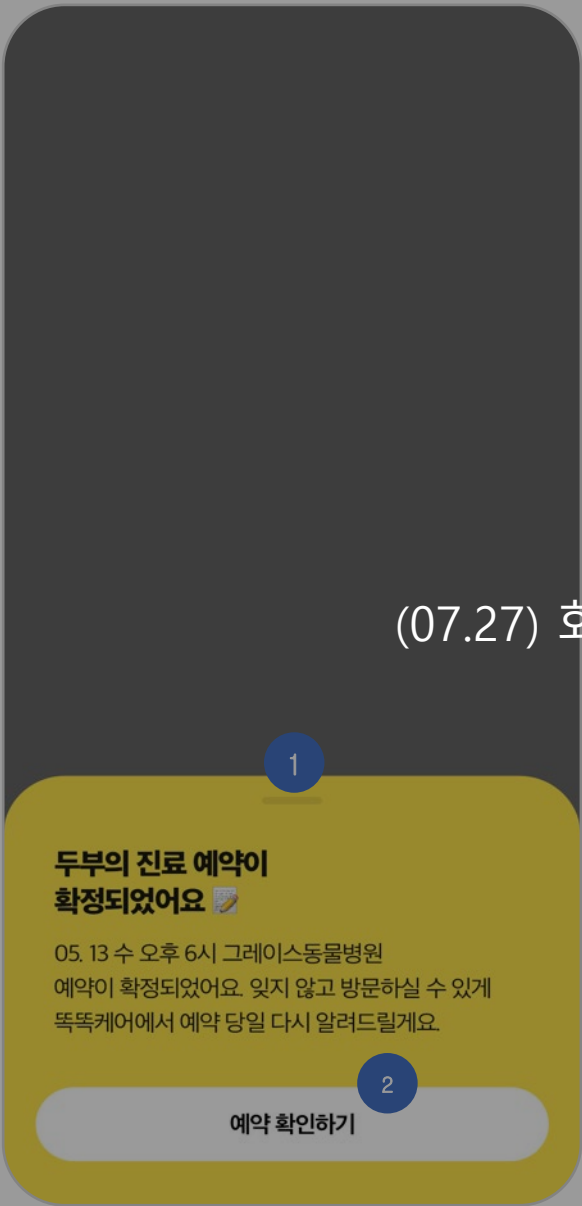 (07.27)
1
두부의 진료 예약이
확정되었어요 📝
05. 13 수 오후 6시 그레이스동물병원
예약이 확정되었어요. 잊지 않고 방문하실 수 있게
똑똑케어에서 예약 당일 다시 알려드릴게요.
2
예약 확인하기